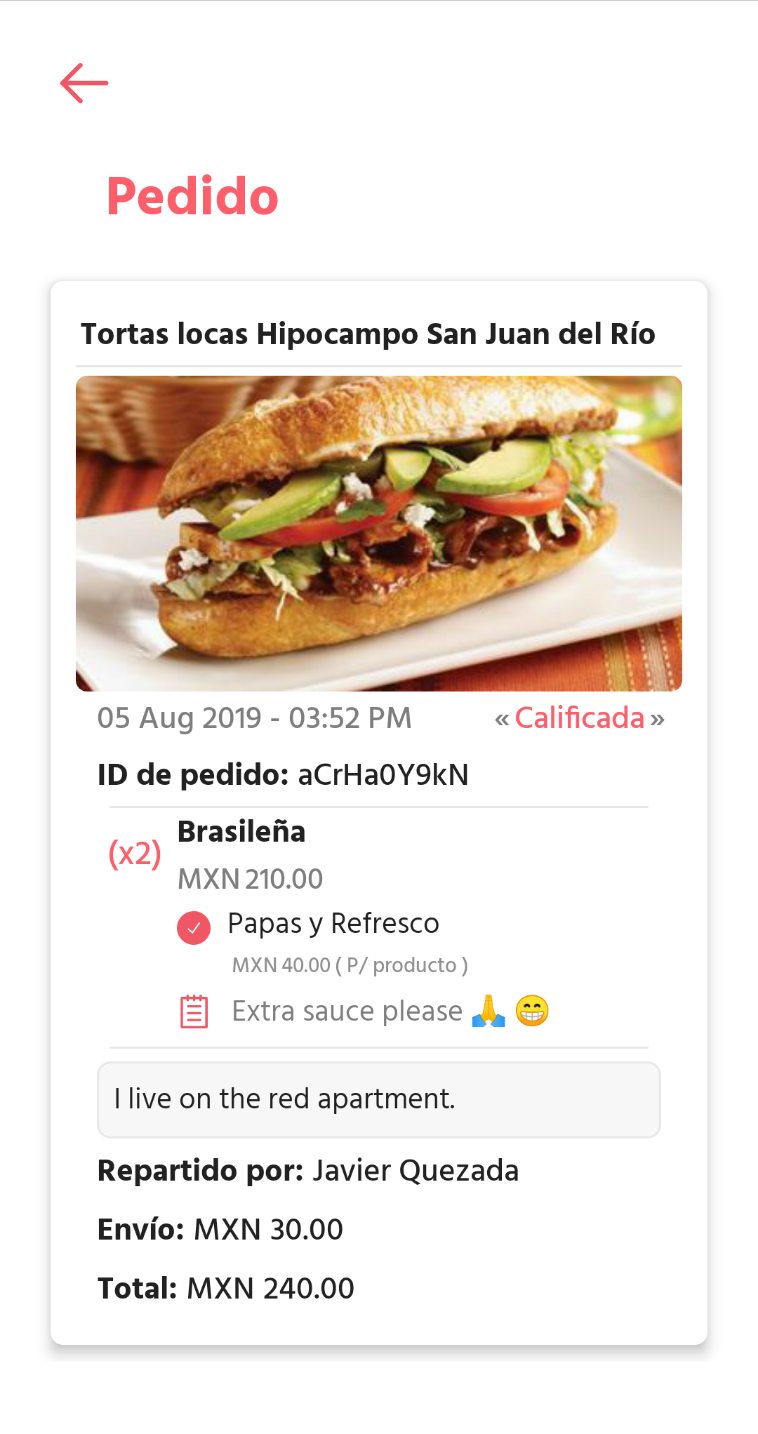 Pedido
Tortas locas Hipocampo San Juan del Río
05 Aug 2019 - 03:52 PM « Calificada »
ID de pedido: aCrHa0Y9kN
(x2) Brasileña
MXN 210.00
Papas y Refresco
MXN 40.00 ( P/ producto )
Extra sauce please 🙏 😁
I live on the red apartment.
Repartido por: Javier Quezada
Envío: MXN 30.00
Total: MXN 240.00